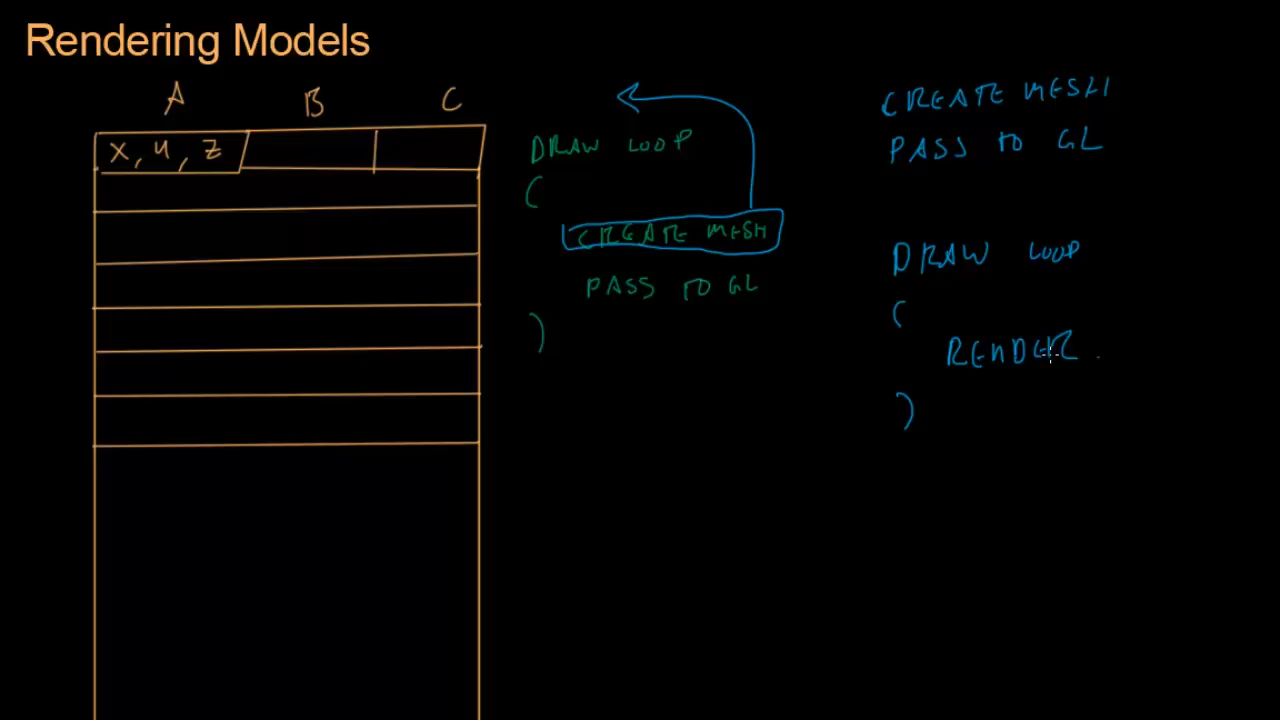 Rendering Models
A B C
x, y, z
DRAW LOOP
(
CREATE MESH
PASS TO GL
)
CREATE MESH
PASS TO GL
DRAW LOOP
(
RENDER
)